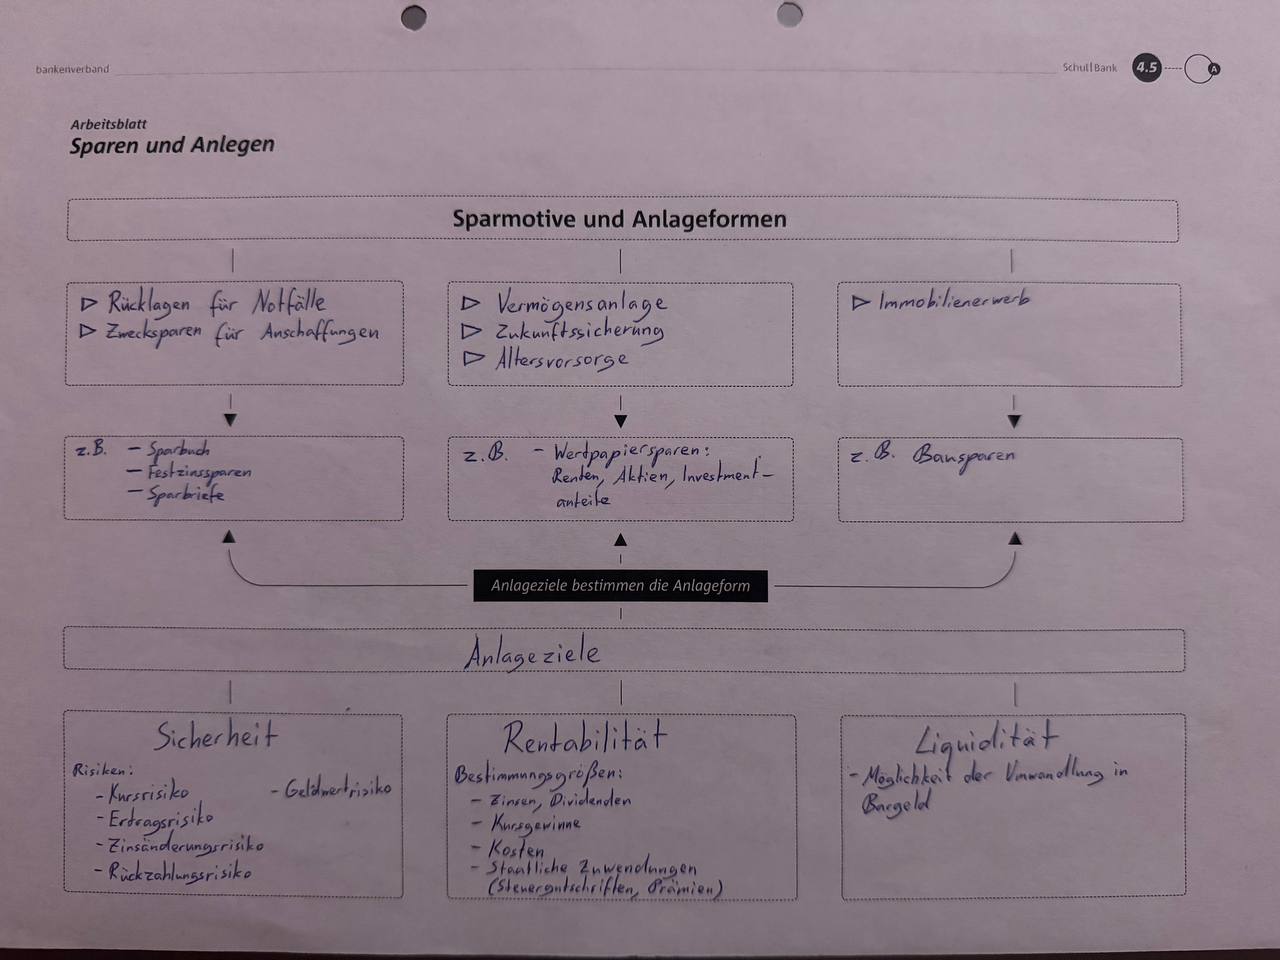 bankenverband
Schul|Bank 4.5 A
Arbeitsblatt
Sparen und Anlegen
Sparmotive und Anlageformen
▷ Rücklagen für Notfälle
▷ Zwecksparen für Anschaffungen
▷ Vermögensanlage
▷ Zukunftssicherung
▷ Altersvorsorge
▷ Immobilienerwerb
z.B. – Sparbuch
– Festzinssparen
– Sparbriefe
z.B. – Wertpapiersparen:
Renten, Aktien, Investment-
anteile
z.B. Bausparen
Anlageziele bestimmen die Anlageform
Anlageziele
Sicherheit
Risiken:
- Kursrisiko - Geldwertrisiko
- Ertragsrisiko
- Zinsänderungsrisiko
- Rückzahlungsrisiko
Rentabilität
Bestimmungsgrößen:
- Zinsen, Dividenden
- Kursgewinne
- Kosten
- Staatliche Zuwendungen
(Steuergutschriften, Prämien)
Liquidität
- Möglichkeit der Umwandlung in
Bargeld